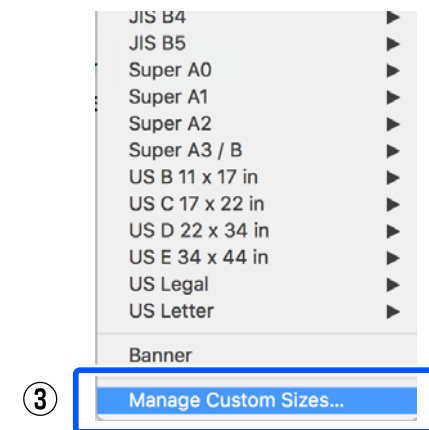 JIS B4
JIS B5
Super A0
Super A1
Super A2
Super A3 / B
US B 11 x 17 in
US C 17 x 22 in
US D 22 x 34 in
US E 34 x 44 in
US Legal
US Letter
Banner
③ Manage Custom Sizes...